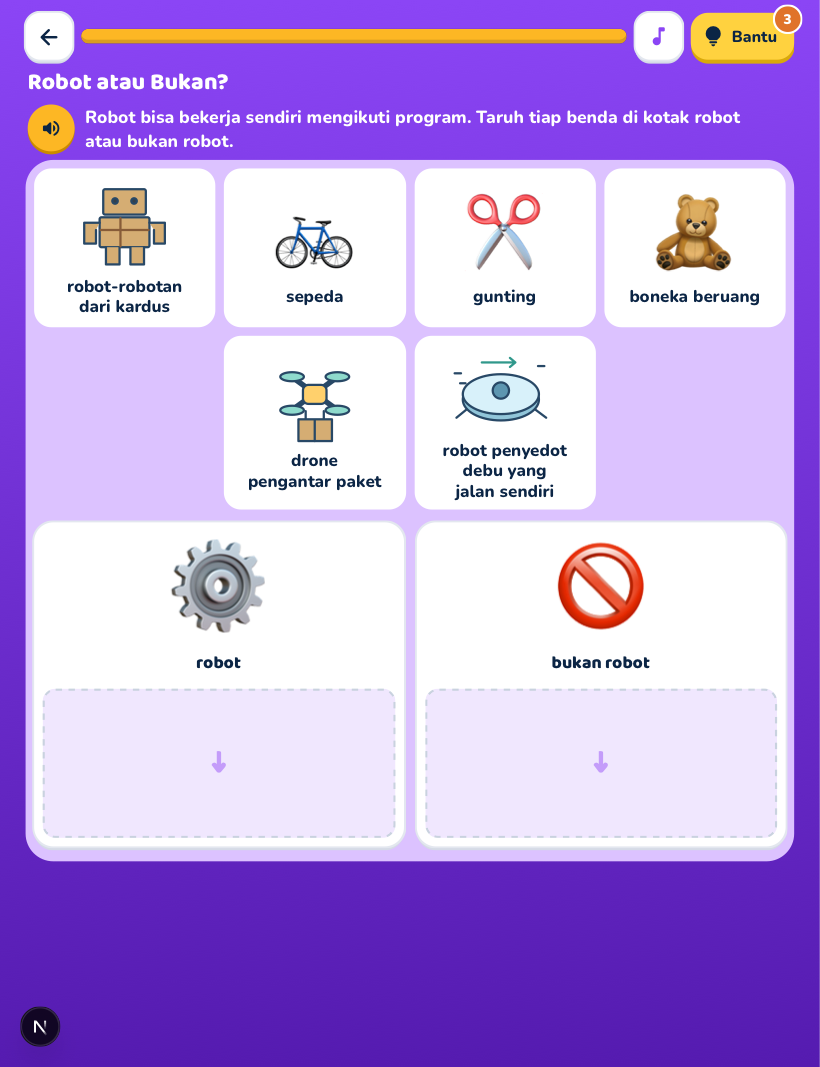 3
Bantu
Robot atau Bukan?
Robot bisa bekerja sendiri mengikuti program. Taruh tiap benda di kotak robot
atau bukan robot.
robot-robotan
dari kardus
sepeda
gunting
boneka beruang
drone
pengantar paket
robot penyedot
debu yang
jalan sendiri
robot
bukan robot
N